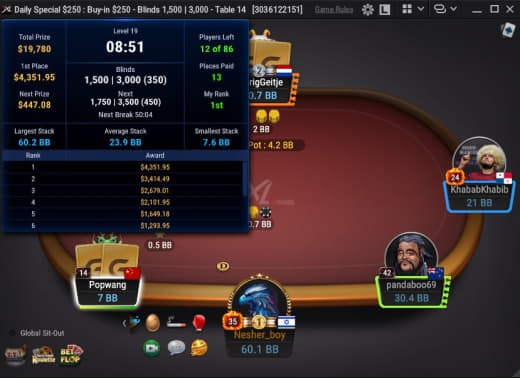 Daily Special $250 : Buy-in $250 - Blinds 1,500 | 3,000 - Table 14 [3036122151]
Game Rules
Total Prize
$19,780
1st Place
$4,351.95
Next Prize
$447.08
Level 19
08:51
Blinds
1,500 | 3,000 (350)
Next
1,750 | 3,500 (450)
Next Break 50:04
Players Left
12 of 86
Places Paid
13
My Rank
1st
Largest Stack
60.2 BB
Average Stack
23.9 BB
Smallest Stack
7.6 BB
Rank Award
1 $4,351.95
2 $3,414.49
3 $2,679.01
4 $2,101.95
5 $1,649.18
6 $1,293.95
2
rigGeitje
0.7 BB
2 BB
Pot : 4.2 BB
24
KhababKhabib
21 BB
0.7 BB
0.5 BB
D
14
Popwang
7 BB
42
pandaboo69
30.4 BB
35
1
Nesher_boy
60.1 BB
Global Sit-Out
Roulette
BET
FLOP